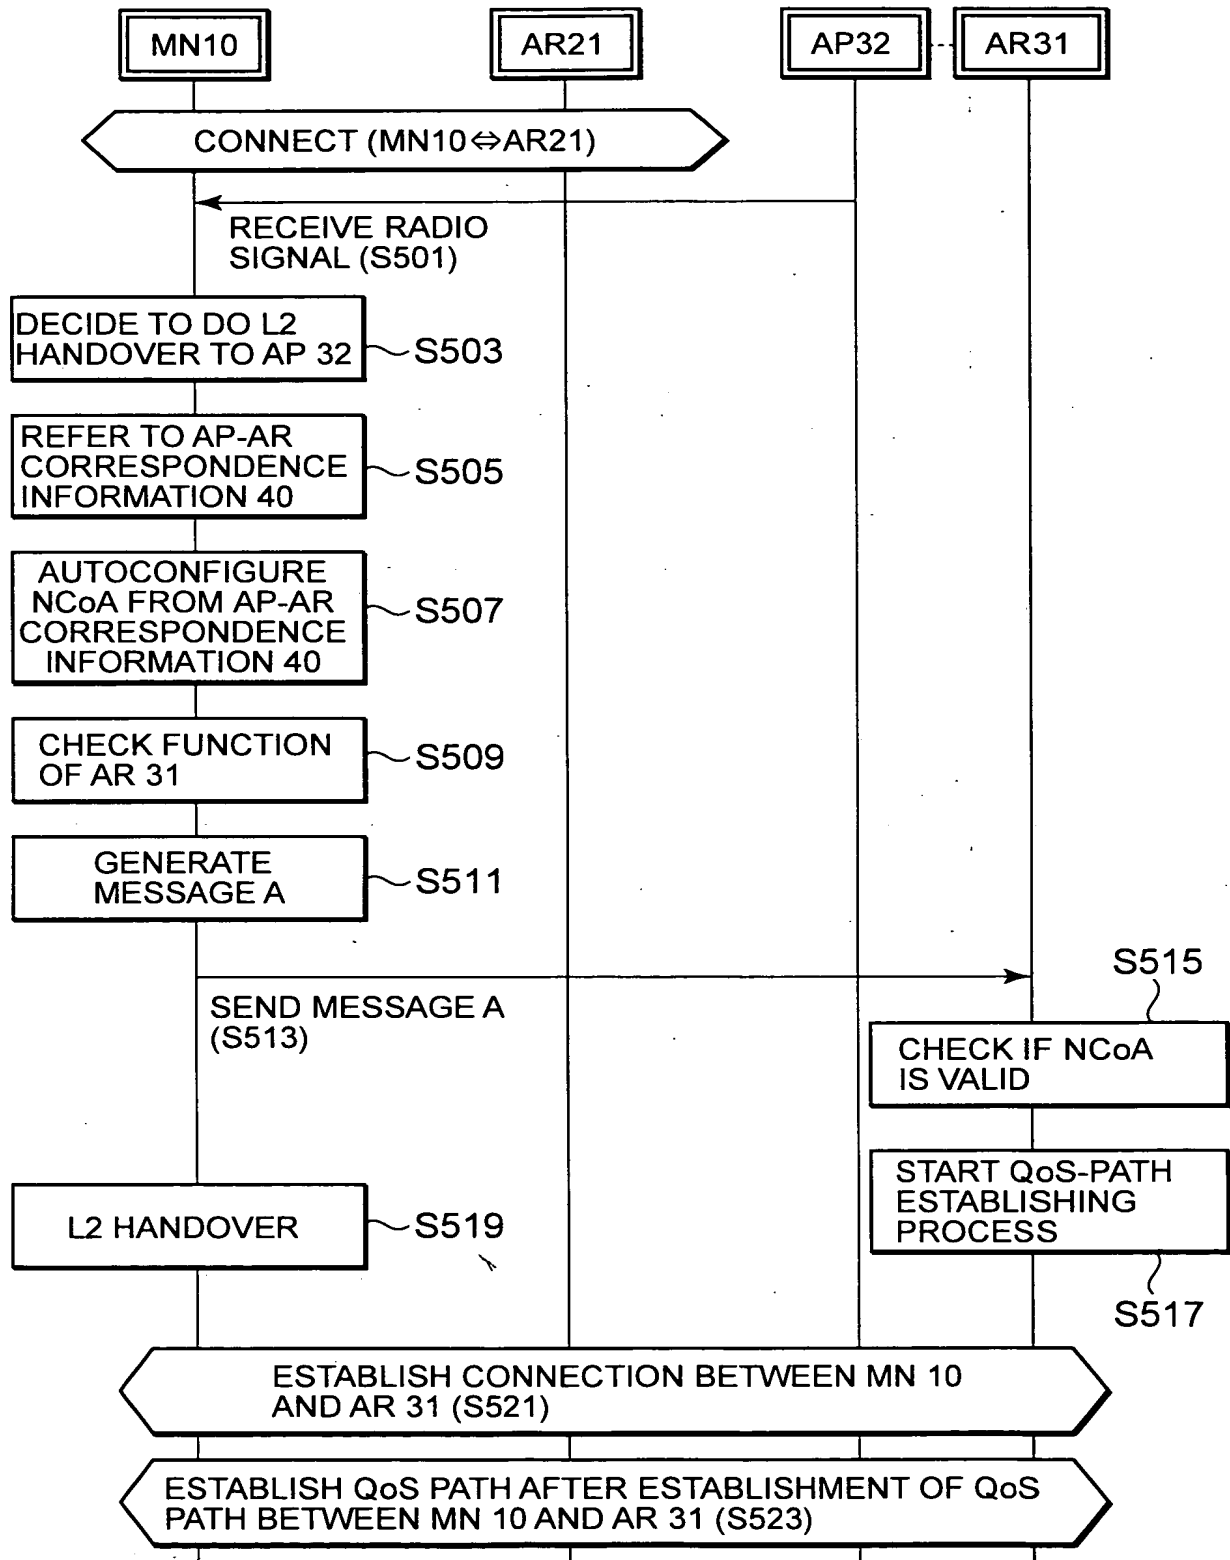 MN10
AR21
AP32
AR31
CONNECT (MN10⇔AR21)
RECEIVE RADIO
SIGNAL (S501)
DECIDE TO DO L2
HANDOVER TO AP 32
S503
REFER TO AP-AR
CORRESPONDENCE
INFORMATION 40
S505
AUTOCONFIGURE
NCoA FROM AP-AR
CORRESPONDENCE
INFORMATION 40
S507
CHECK FUNCTION
OF AR 31
S509
GENERATE
MESSAGE A
S511
SEND MESSAGE A
(S513)
S515
CHECK IF NCoA
IS VALID
START QoS-PATH
ESTABLISHING
PROCESS
S517
L2 HANDOVER
S519
ESTABLISH CONNECTION BETWEEN MN 10
AND AR 31 (S521)
ESTABLISH QoS PATH AFTER ESTABLISHMENT OF QoS
PATH BETWEEN MN 10 AND AR 31 (S523)